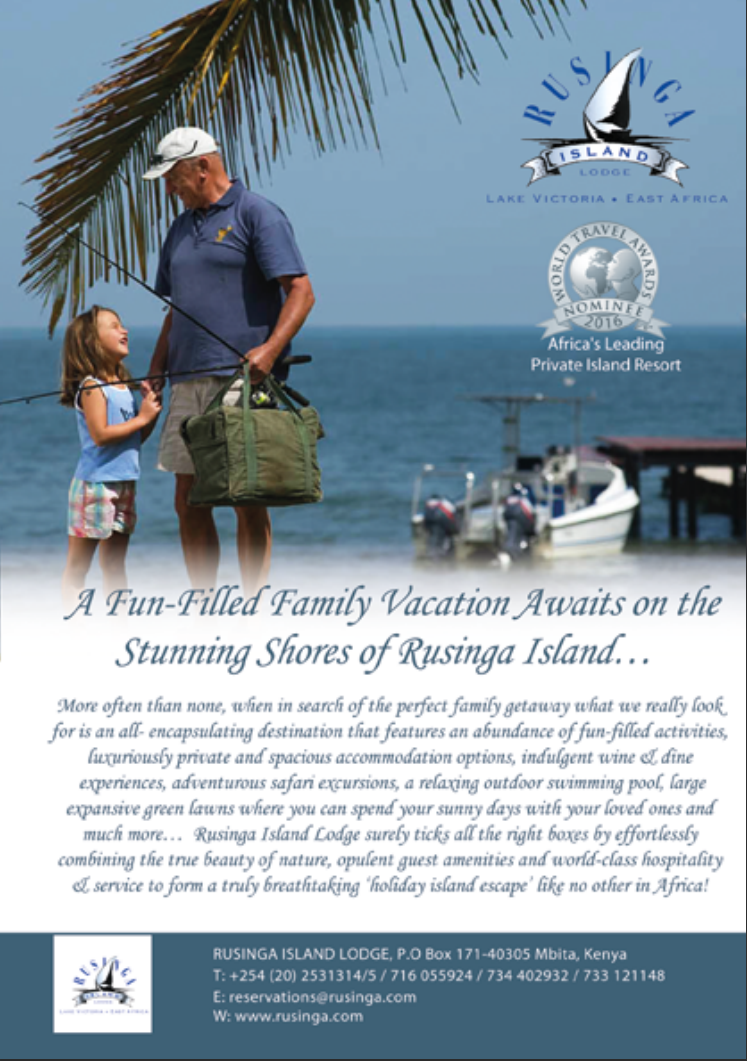 RUSINGA
ISLAND
LODGE
LAKE VICTORIA • EAST AFRICA
WORLD TRAVEL AWARDS
NOMINEE
2016
Africa's Leading
Private Island Resort
A Fun-Filled Family Vacation Awaits on the
Stunning Shores of Rusinga Island...
More often than none, when in search of the perfect family getaway what we really look
for is an all- encapsulating destination that features an abundance of fun-filled activities,
luxuriously private and spacious accommodation options, indulgent wine & dine
experiences, adventurous safari excursions, a relaxing outdoor swimming pool, large
expansive green lawns where you can spend your sunny days with your loved ones and
much more... Rusinga Island Lodge surely ticks all the right boxes by effortlessly
combining the true beauty of nature, opulent guest amenities and world-class hospitality
& service to form a truly breathtaking 'holiday island escape' like no other in Africa!
RUSINGA
ISLAND
LODGE
LAKE VICTORIA • EAST AFRICA
RUSINGA ISLAND LODGE, P.O Box 171-40305 Mbita, Kenya
T: +254 (20) 2531314/5 / 716 055924 / 734 402932 / 733 121148
E: reservations@rusinga.com
W: www.rusinga.com